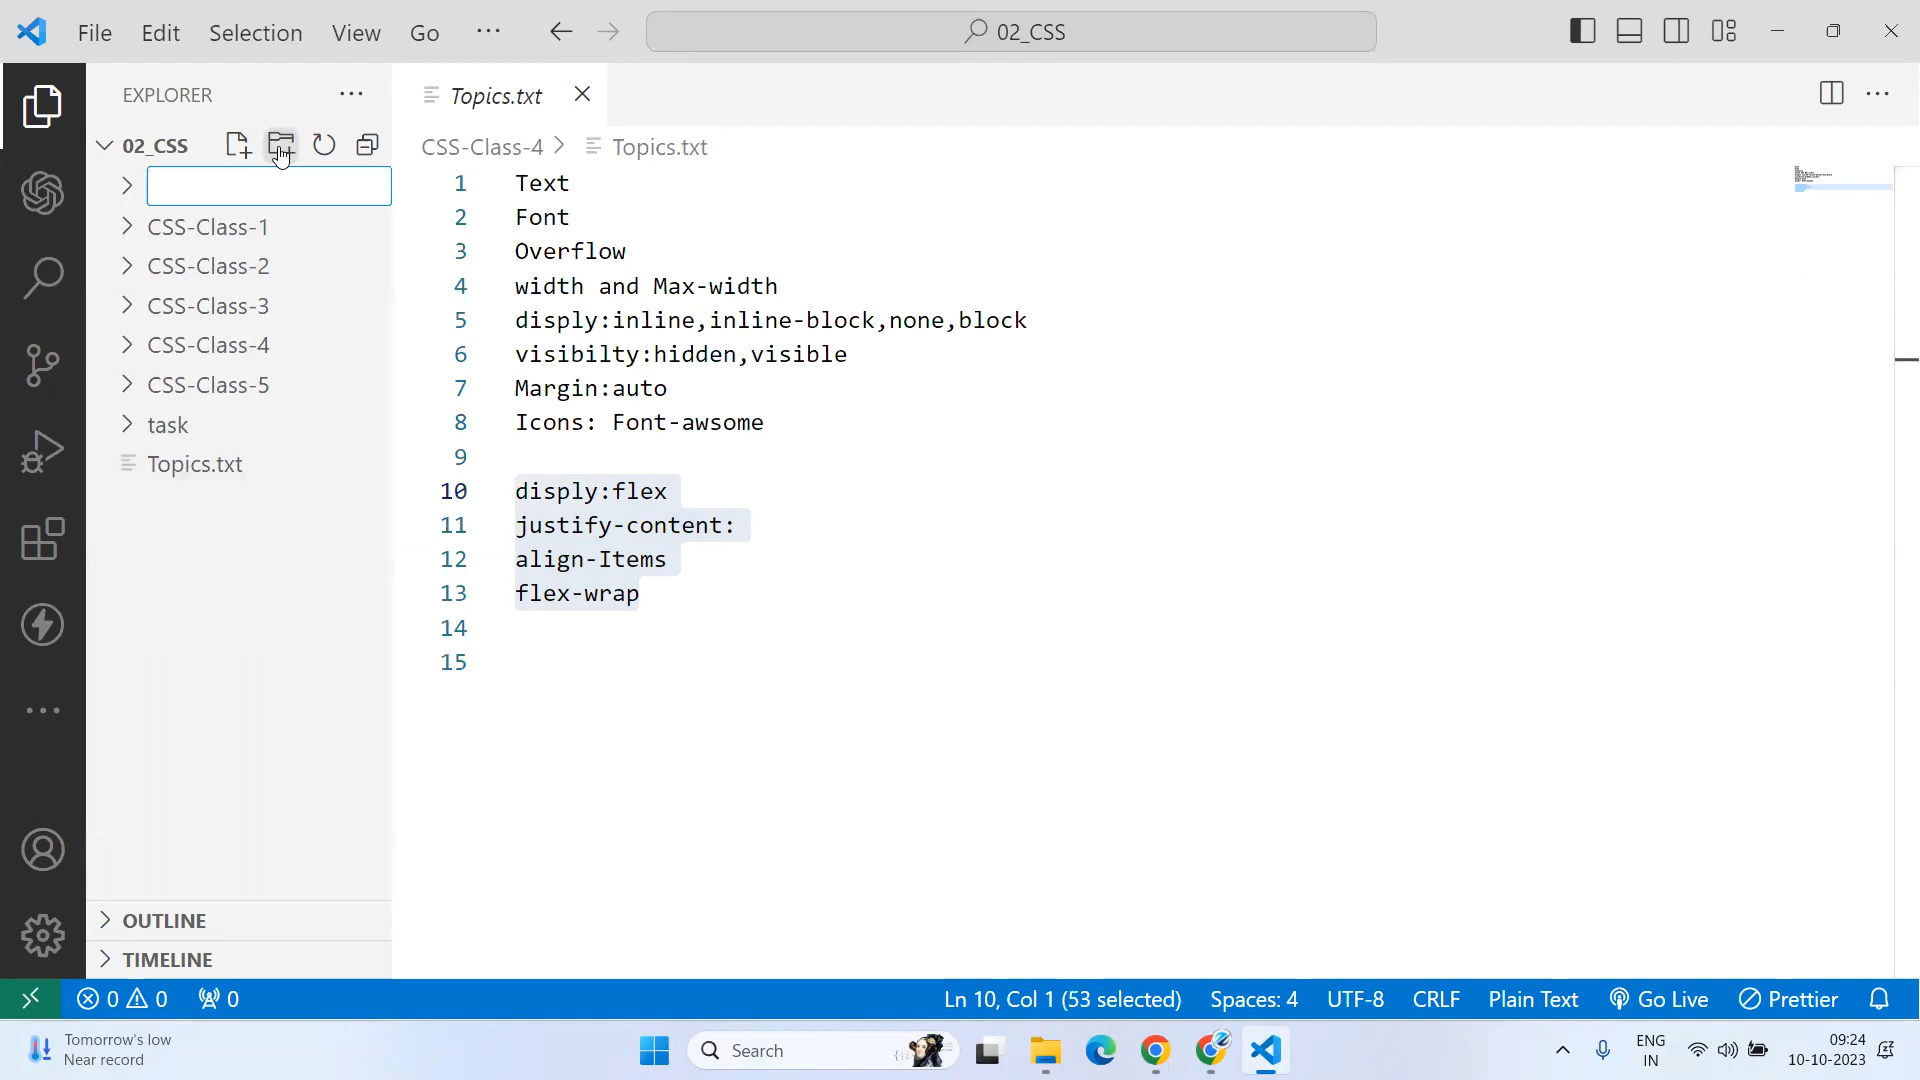 File Edit Selection View Go ... 02_CSS
EXPLORER
02_CSS
CSS-Class-1
CSS-Class-2
CSS-Class-3
CSS-Class-4
CSS-Class-5
task
Topics.txt
OUTLINE
TIMELINE
Topics.txt
CSS-Class-4 > Topics.txt
1 Text
2 Font
3 Overflow
4 width and Max-width
5 disply:inline,inline-block,none,block
6 visibilty:hidden,visible
7 Margin:auto
8 Icons: Font-awsome
9
10 disply:flex
11 justify-content:
12 align-Items
13 flex-wrap
14
15
0 0 0 Ln 10, Col 1 (53 selected) Spaces: 4 UTF-8 CRLF Plain Text Go Live Prettier
Tomorrow's low
Near record
Search
ENG
IN
09:24
10-10-2023